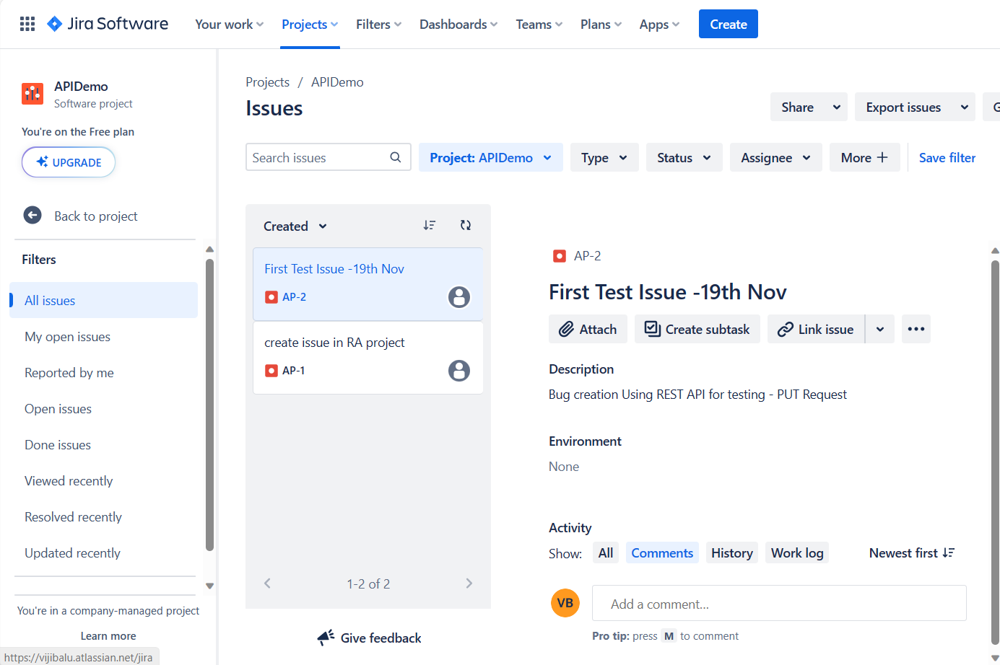 Jira Software Your work Projects Filters Dashboards Teams Plans Apps Create
APIDemo
Software project
You're on the Free plan
UPGRADE
Back to project
Filters
All issues
My open issues
Reported by me
Open issues
Done issues
Viewed recently
Resolved recently
Updated recently
You're in a company-managed project
Learn more
https://vijibalu.atlassian.net/jira
Projects / APIDemo
Issues
Share Export issues G
Search issues Project: APIDemo Type Status Assignee More Save filter
Created
First Test Issue -19th Nov
AP-2
create issue in RA project
AP-1
1-2 of 2
Give feedback
AP-2
First Test Issue -19th Nov
Attach Create subtask Link issue
Description
Bug creation Using REST API for testing - PUT Request
Environment
None
Activity
Show: All Comments History Work log Newest first
VB Add a comment...
Pro tip: press M to comment